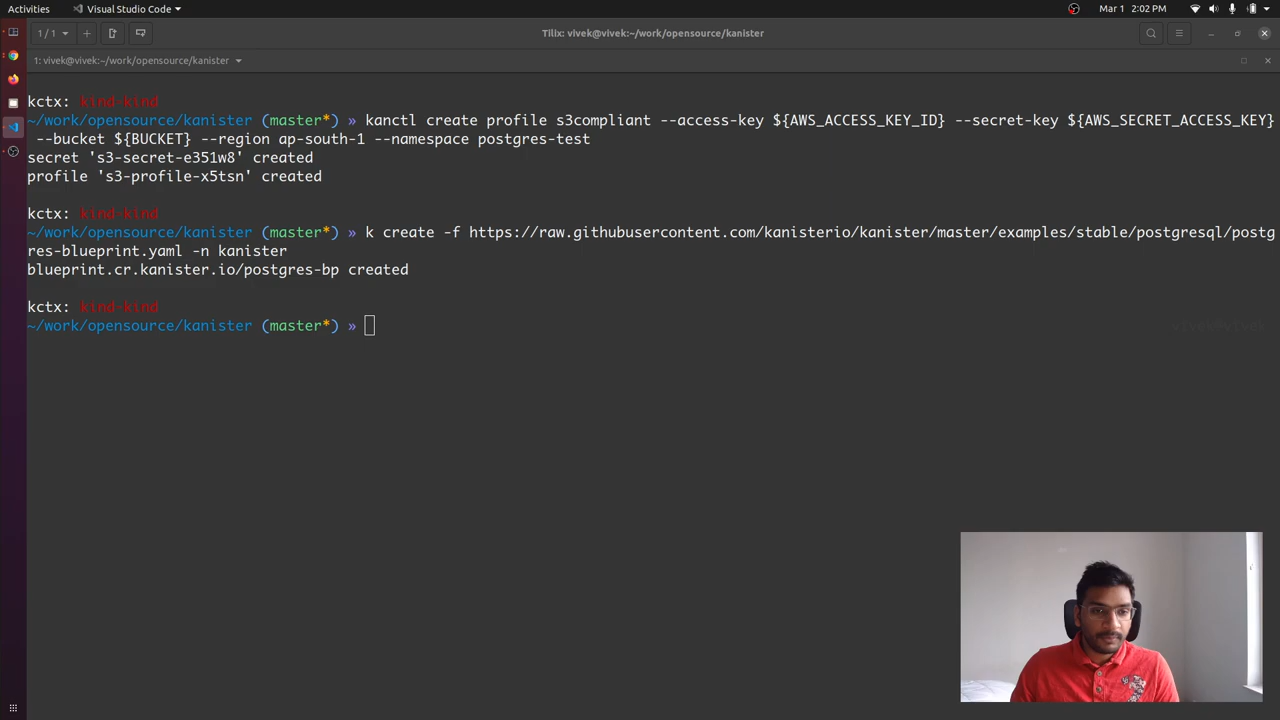 Activities
Visual Studio Code
Mar 1 2:02 PM
1 / 1
Tilix: vivek@vivek:~/work/opensource/kanister
1: vivek@vivek:~/work/opensource/kanister
kctx: kind-kind
~/work/opensource/kanister (master*) » kanctl create profile s3compliant --access-key ${AWS_ACCESS_KEY_ID} --secret-key ${AWS_SECRET_ACCESS_KEY}
--bucket ${BUCKET} --region ap-south-1 --namespace postgres-test
secret 's3-secret-e351w8' created
profile 's3-profile-x5tsn' created
kctx: kind-kind
~/work/opensource/kanister (master*) » k create -f https://raw.githubusercontent.com/kanisterio/kanister/master/examples/stable/postgresql/postg
res-blueprint.yaml -n kanister
blueprint.cr.kanister.io/postgres-bp created
kctx: kind-kind
~/work/opensource/kanister (master*) »
vivek@vivek